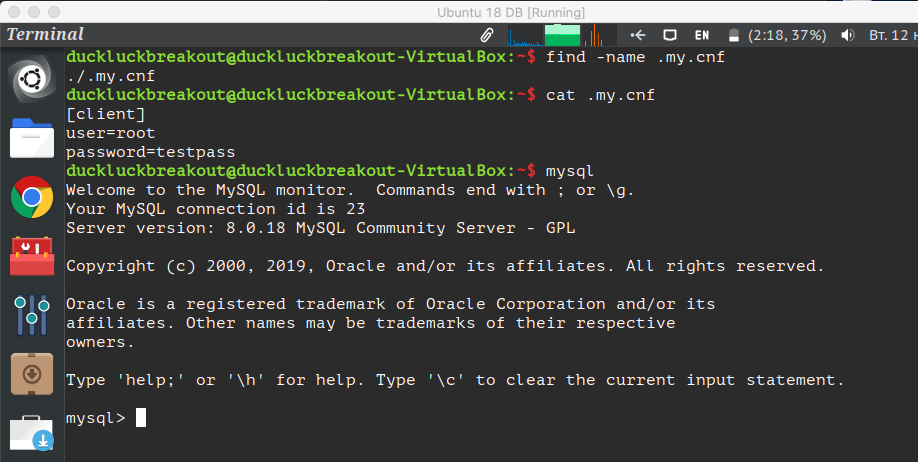 Ubuntu 18 DB [Running]
Terminal EN (2:18, 37%) Вт. 12 н
duckluckbreakout@duckluckbreakout-VirtualBox:~$ find -name .my.cnf
./.my.cnf
duckluckbreakout@duckluckbreakout-VirtualBox:~$ cat .my.cnf
[client]
user=root
password=testpass
duckluckbreakout@duckluckbreakout-VirtualBox:~$ mysql
Welcome to the MySQL monitor.  Commands end with ; or \g.
Your MySQL connection id is 23
Server version: 8.0.18 MySQL Community Server - GPL
Copyright (c) 2000, 2019, Oracle and/or its affiliates. All rights reserved.
Oracle is a registered trademark of Oracle Corporation and/or its
affiliates. Other names may be trademarks of their respective
owners.
Type 'help;' or '\h' for help. Type '\c' to clear the current input statement.
mysql>